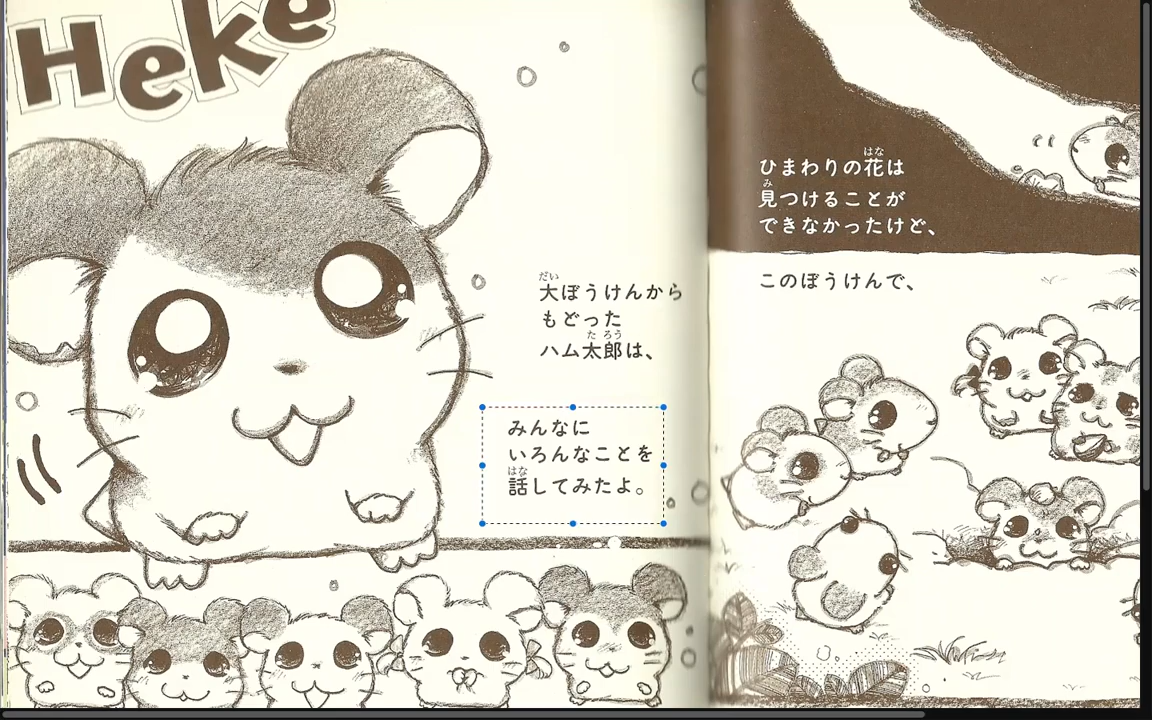 Heke
大ぼうけんから
もどった
ハム太郎は、
みんなに
いろんなことを
話してみたよ。
ひまわりの花は
見つけることが
できなかったけど、
このぼうけんで、